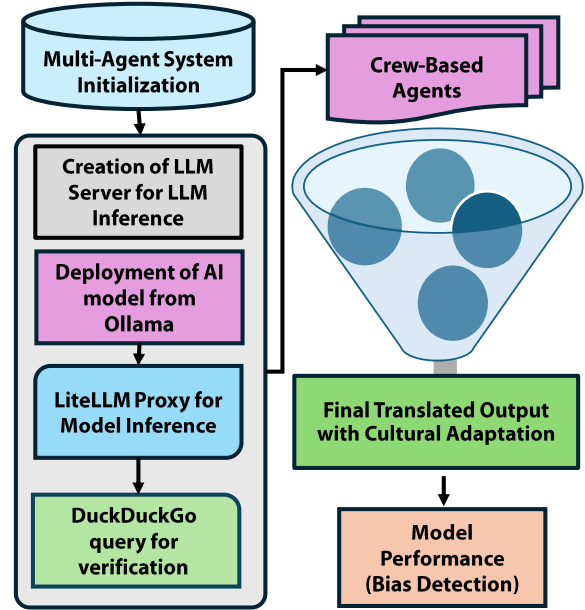 Multi-Agent System
Initialization
Creation of LLM
Server for LLM
Inference
Deployment of AI
model from
Ollama
LiteLLM Proxy for
Model Inference
DuckDuckGo
query for
verification
Crew-Based
Agents
Final Translated Output
with Cultural Adaptation
Model
Performance
(Bias Detection)